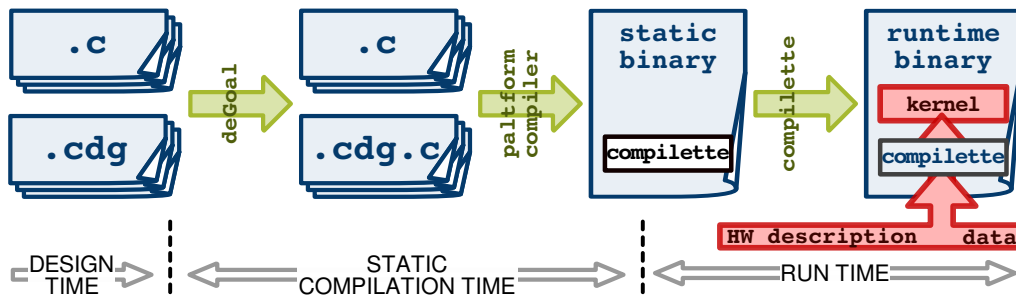 .c
.cdg
deGoal
.c
.cdg.c
paltform
compiler
static
binary
compilette
compilette
runtime
binary
kernel
compilette
HW description data
DESIGN
TIME
STATIC
COMPILATION TIME
RUN TIME